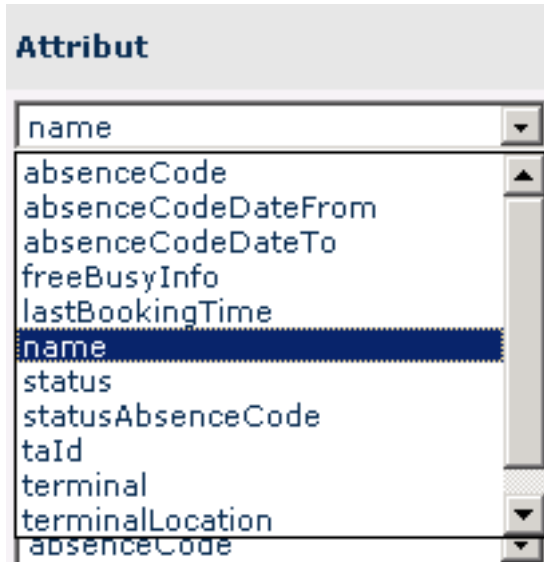 Attribut
name
absenceCode
absenceCodeDateFrom
absenceCodeDateTo
freeBusyInfo
lastBookingTime
name
status
statusAbsenceCode
taId
terminal
terminalLocation
absenceCode